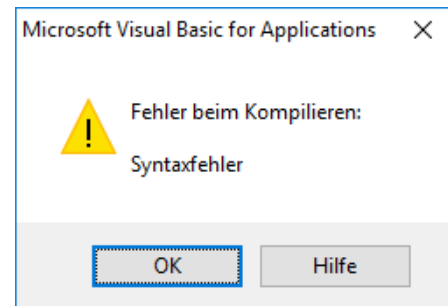 Microsoft Visual Basic for Applications
Fehler beim Kompilieren:
Syntaxfehler
OK
Hilfe